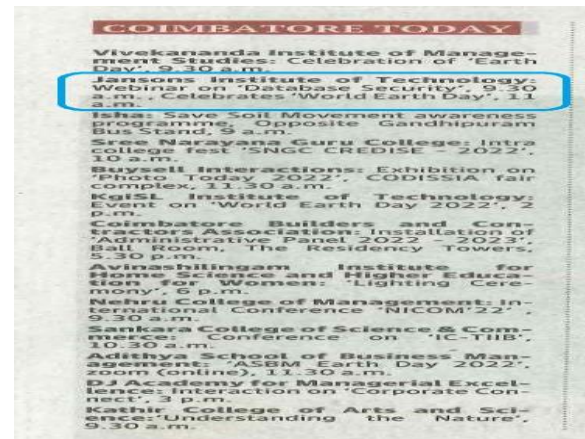 COIMBATORE TODAY
Vivekananda Institute of Manage-
ment Studies: Celebration of 'Earth
Day', 9.30 a.m.
Jansons Institute of Technology:
Webinar on 'Database Security', 9.30
a.m., Celebrates 'World Earth Day', 11
a.m.
Isha: Save Soil Movement awareness
programme, Opposite Gandhipuram
Bus Stand, 9 a.m.
Sree Narayana Guru College: Intra
college fest 'SNGC CREDISE - 2022',
10 a.m.
Buysell Interactions: Exhibition on
'Photo Today 2022', CODISSIA fair
complex, 11.30 a.m.
KgiSL Institute of Technology:
Event on 'World Earth Day 2022', 2
p.m.
Coimbatore Builders and Con-
tractors Association: Installation of
'Administrative Panel 2022 - 2023',
Ball Room, The Residency Towers,
5.30 p.m.
Avinashilingam Institute for
Home Science and Higher Educa-
tion for Women: 'Lighting Cere-
mony', 6 p.m.
Nehru College of Management: In-
ternational Conference 'NICOM'22' ,
9.30 a.m.
Sankara College of Science & Com-
merce: Conference on 'IC-TIIB',
10.30 a.m.
Adithya School of Business Man-
agement: 'ASBM Earth Day 2022',
zoom (online), 11.30 a.m.
DJ Academy for Managerial Excel-
lence: Interaction on 'Corporate Con-
nect', 3 p.m.
Kathir College of Arts and Sci-
ence:'Understanding the Nature',
9.30 a.m.